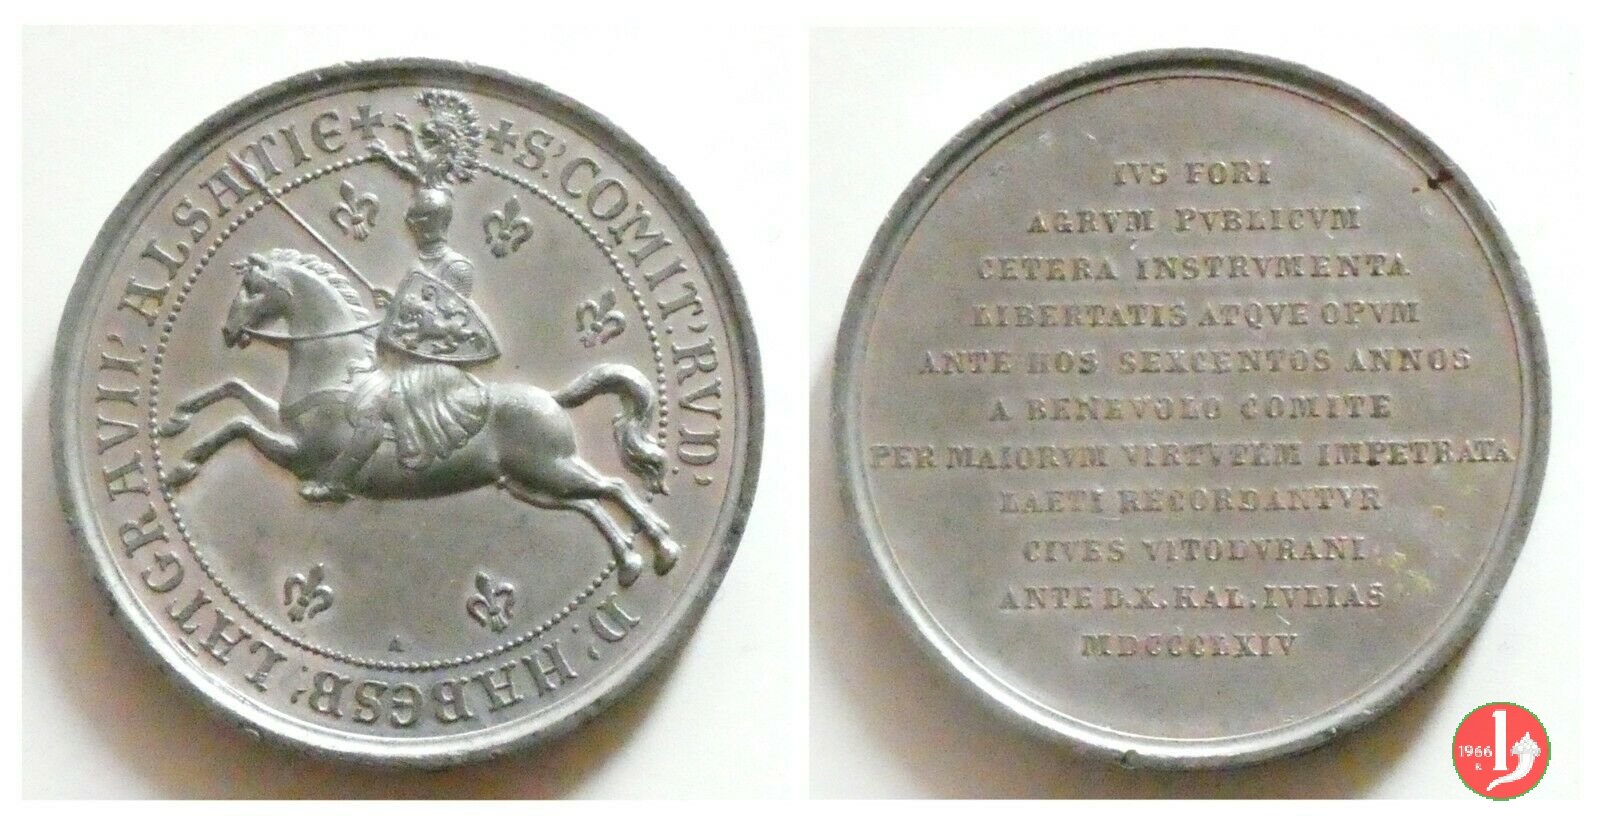 ✠ S'. COMIT'. RVD'. D'. HABESB'. LATGRAVII'. ALSATIE ✠
A
IVS FORI
AGRVM PVBLICVM
CETERA INSTRVMENTA
LIBERTATIS ATQVE OPVM
ANTE HOS SEXCENTOS ANNOS
A BENEVOLO COMITE
PER MAIORVM VIRTVTEM IMPETRATA
LAETI RECORDANTVR
CIVES VITODVRANI
ANTE D.X.KAL.IVLIAS
MDCCCLXIV
1966
R